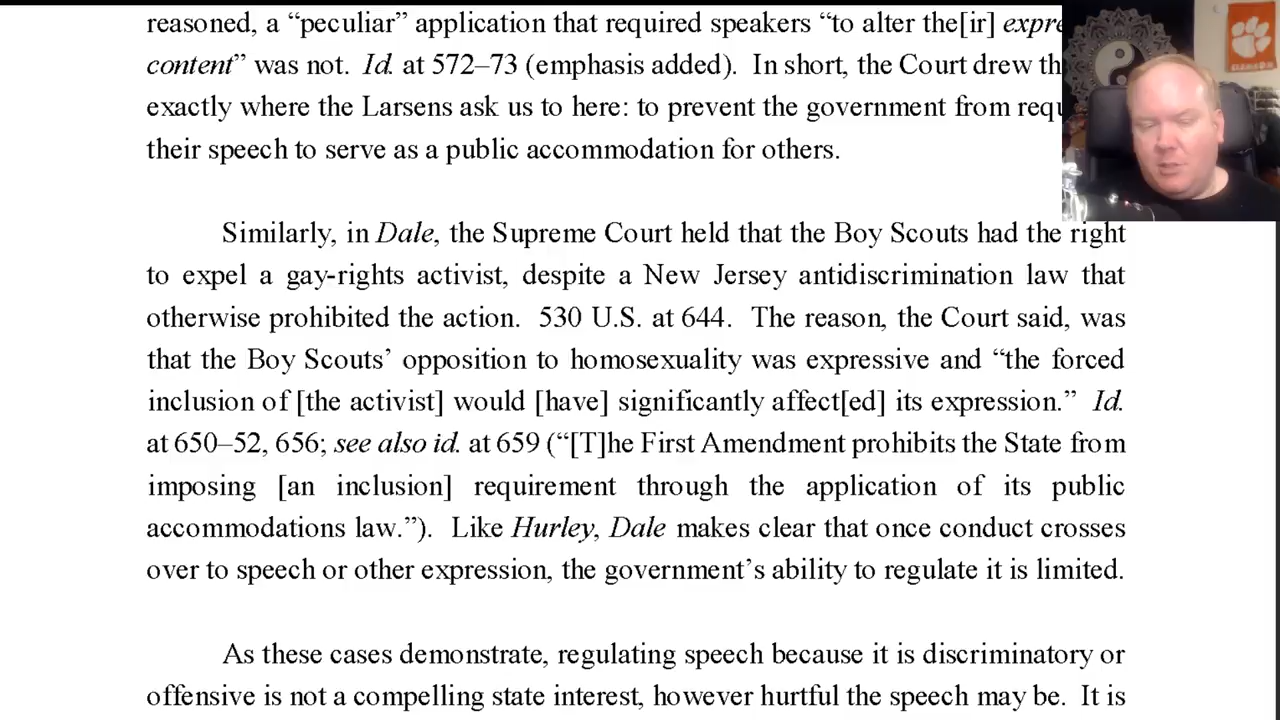 reasoned, a “peculiar” application that required speakers “to alter the[ir]
content” was not. Id. at 572–73 (emphasis added). In short, the Court drew
exactly where the Larsens ask us to here: to prevent the government from
their speech to serve as a public accommodation for others.
Similarly, in Dale, the Supreme Court held that the Boy Scouts had the right
to expel a gay-rights activist, despite a New Jersey antidiscrimination law that
otherwise prohibited the action. 530 U.S. at 644. The reason, the Court said, was
that the Boy Scouts’ opposition to homosexuality was expressive and “the forced
inclusion of [the activist] would [have] significantly affect[ed] its expression.” Id.
at 650–52, 656; see also id. at 659 (“[T]he First Amendment prohibits the State from
imposing [an inclusion] requirement through the application of its public
accommodations law.”). Like Hurley, Dale makes clear that once conduct crosses
over to speech or other expression, the government’s ability to regulate it is limited.
As these cases demonstrate, regulating speech because it is discriminatory or
offensive is not a compelling state interest, however hurtful the speech may be. It is